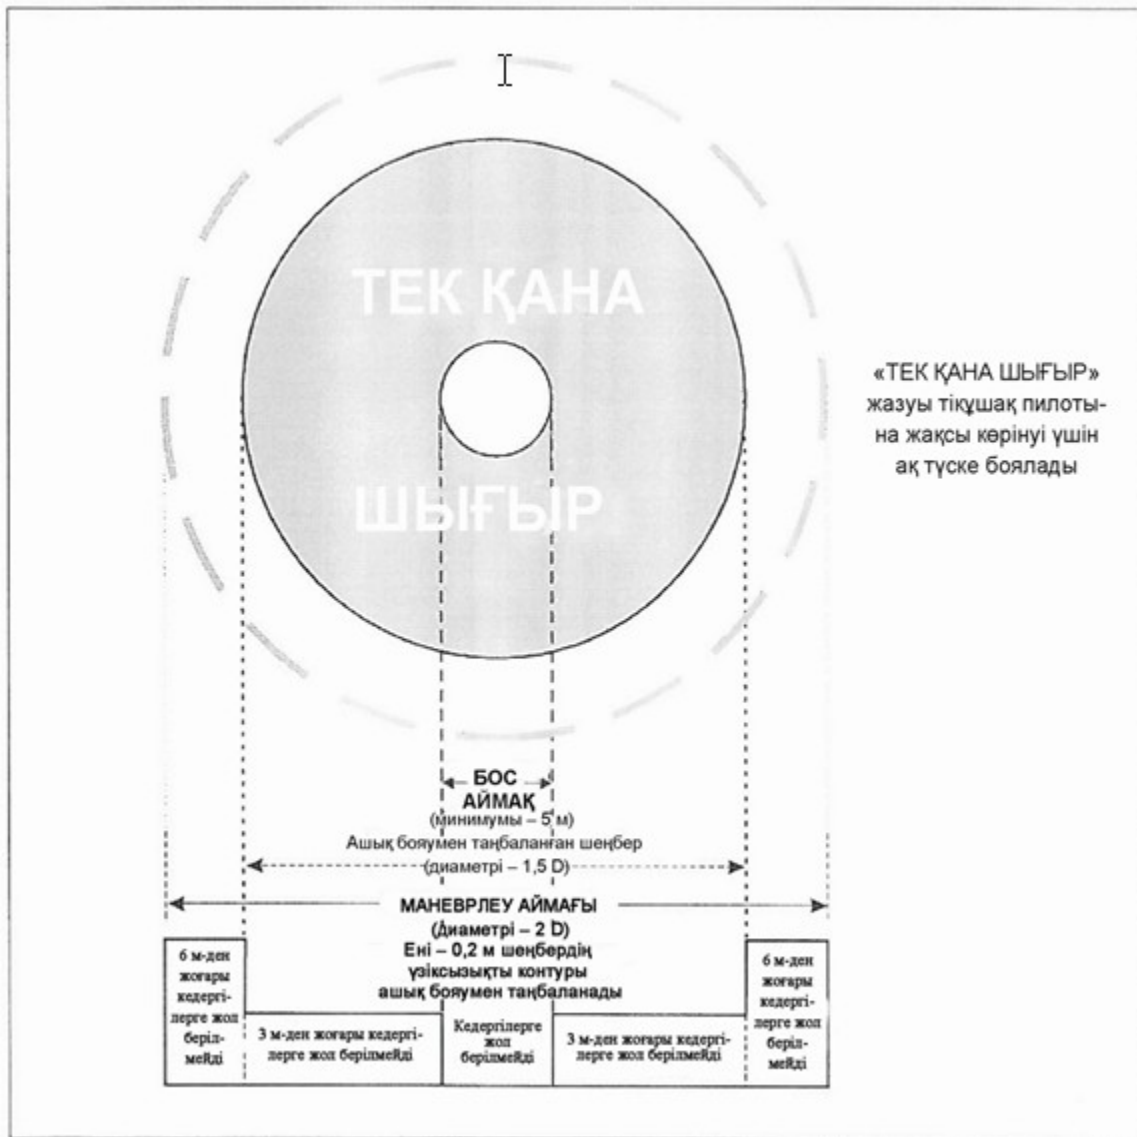 ТЕК ҚАНА
ШЫҒЫР
«ТЕК ҚАНА ШЫҒЫР»
жазуы тікұшақ пилоты-
на жақсы көрінуі үшін
ақ түске боялады
БОС
АЙМАҚ
(минимумы – 5 м)
Ашық бояумен таңбаланған шеңбер
(диаметрі – 1,5 D)
МАНЕВРЛЕУ АЙМАҒЫ
(диаметрі – 2 D)
Ені – 0,2 м шеңбердің
үзіксызықты контуры
ашық бояумен таңбаланады
6 м-ден
жоғары
кедергі-
лерге жол
беріл-
мейді
3 м-ден жоғары кедергі-
лерге жол берілмейді
Кедергілерге
жол
берілмейді
3 м-ден жоғары кедергі-
лерге жол берілмейді
6 м-ден
жоғары
кедергі-
лерге жол
беріл-
мейді